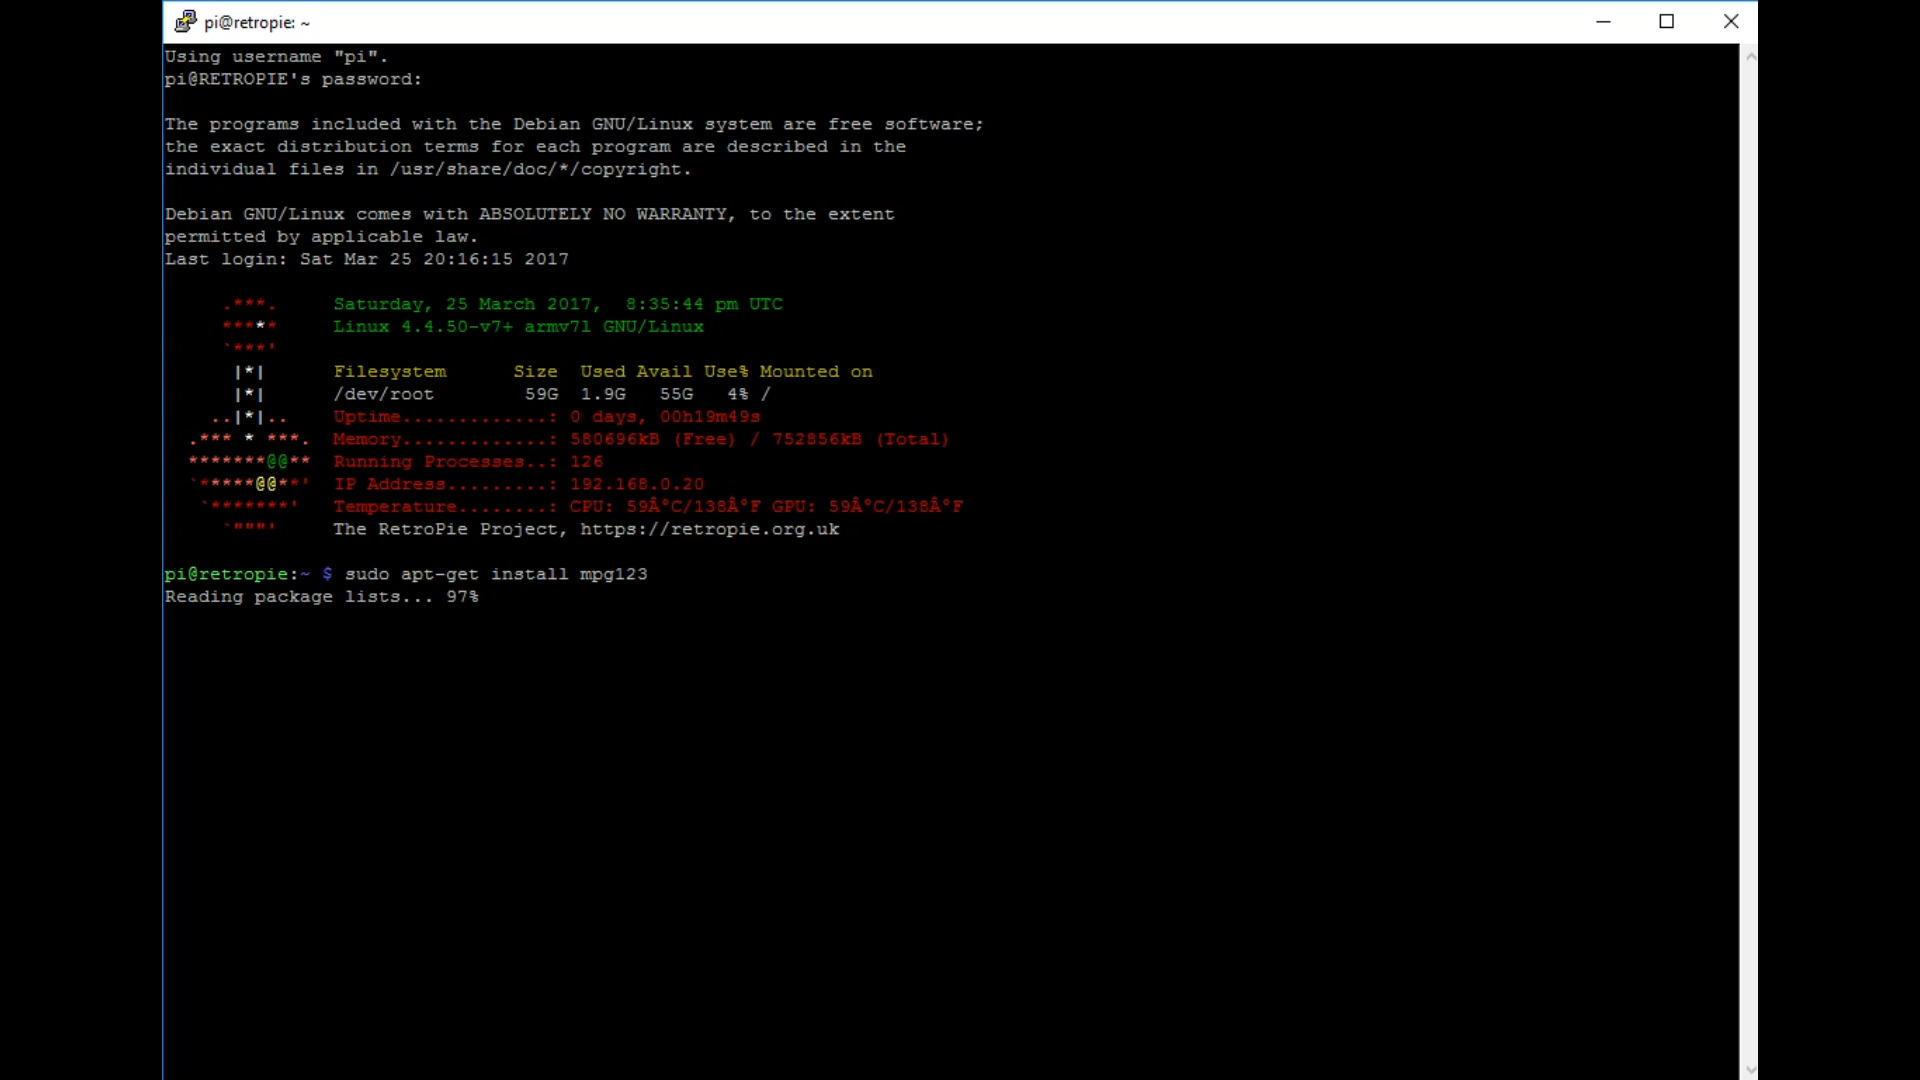 pi@retropie: ~
Using username "pi".
pi@RETROPIE's password:
The programs included with the Debian GNU/Linux system are free software;
the exact distribution terms for each program are described in the
individual files in /usr/share/doc/*/copyright.
Debian GNU/Linux comes with ABSOLUTELY NO WARRANTY, to the extent
permitted by applicable law.
Last login: Sat Mar 25 20:16:15 2017
.***. Saturday, 25 March 2017,  8:35:44 pm UTC
***** Linux 4.4.50-v7+ armv7l GNU/Linux
`***'
|*| Filesystem      Size  Used Avail Use% Mounted on
|*| /dev/root        59G  1.9G   55G   4% /
..|*|.. Uptime.............: 0 days, 00h19m49s
.*** * ***. Memory.............: 580696kB (Free) / 752856kB (Total)
*******@@** Running Processes..: 126
`*****@@**' IP Address.........: 192.168.0.20
`*******' Temperature........: CPU: 59Â°C/138Â°F GPU: 59Â°C/138Â°F
`"""' The RetroPie Project, https://retropie.org.uk
pi@retropie:~ $ sudo apt-get install mpg123
Reading package lists... 97%